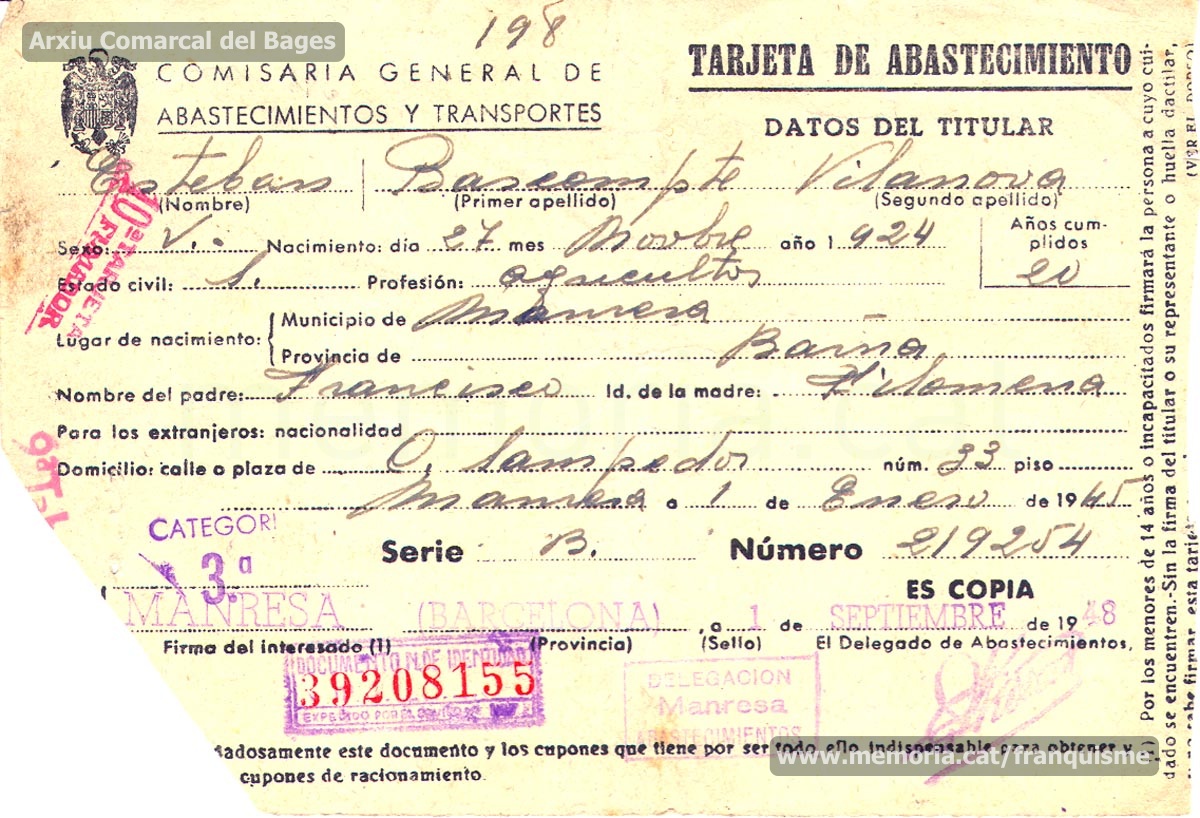 Arxiu Comarcal del Bages
198
COMISARIA GENERAL DE
ABASTECIMIENTOS Y TRANSPORTES
TARJETA DE ABASTECIMIENTO
DATOS DEL TITULAR
Esteban Bascompte Vilanova
(Nombre) (Primer apellido) (Segundo apellido)
10ª TARJETA
FUMADOR
Sexo: V. Nacimiento: día 27 mes Novbre año 1924
Años cumplidos
20
Estado civil: S. Profesión: agricultor
Lugar de nacimiento:
Municipio de Manresa
Provincia de Barna
Nombre del padre: Francisco Id. de la madre: Filomena
Para los extranjeros: nacionalidad
Domicilio: calle o plaza de C. Sampedor núm. 33 piso
Manresa a 1 de Enero de 1945
CATEGORI
3.ª
Serie B. Número 219254
ES COPIA
MANRESA (BARCELONA), a 1 de SEPTIEMBRE de 1948
Firma del interesado (1) (Provincia) (Sello) El Delegado de Abastecimientos,
DOCUMENTO N. DE IDENTIDAD
39208155
DELEGACION
Manresa
ABASTECIMIENTOS
dadosamente este documento y los cupones que tiene por ser todo ello indispensable para obtener
cupones de racionamiento.
www.memoria.cat/franquisme
Por los menores de 14 años o incapacitados firmará la persona a cuyo cui-
dado se encuentren.-Sin la firma del titular o su representante o huella dactilar,